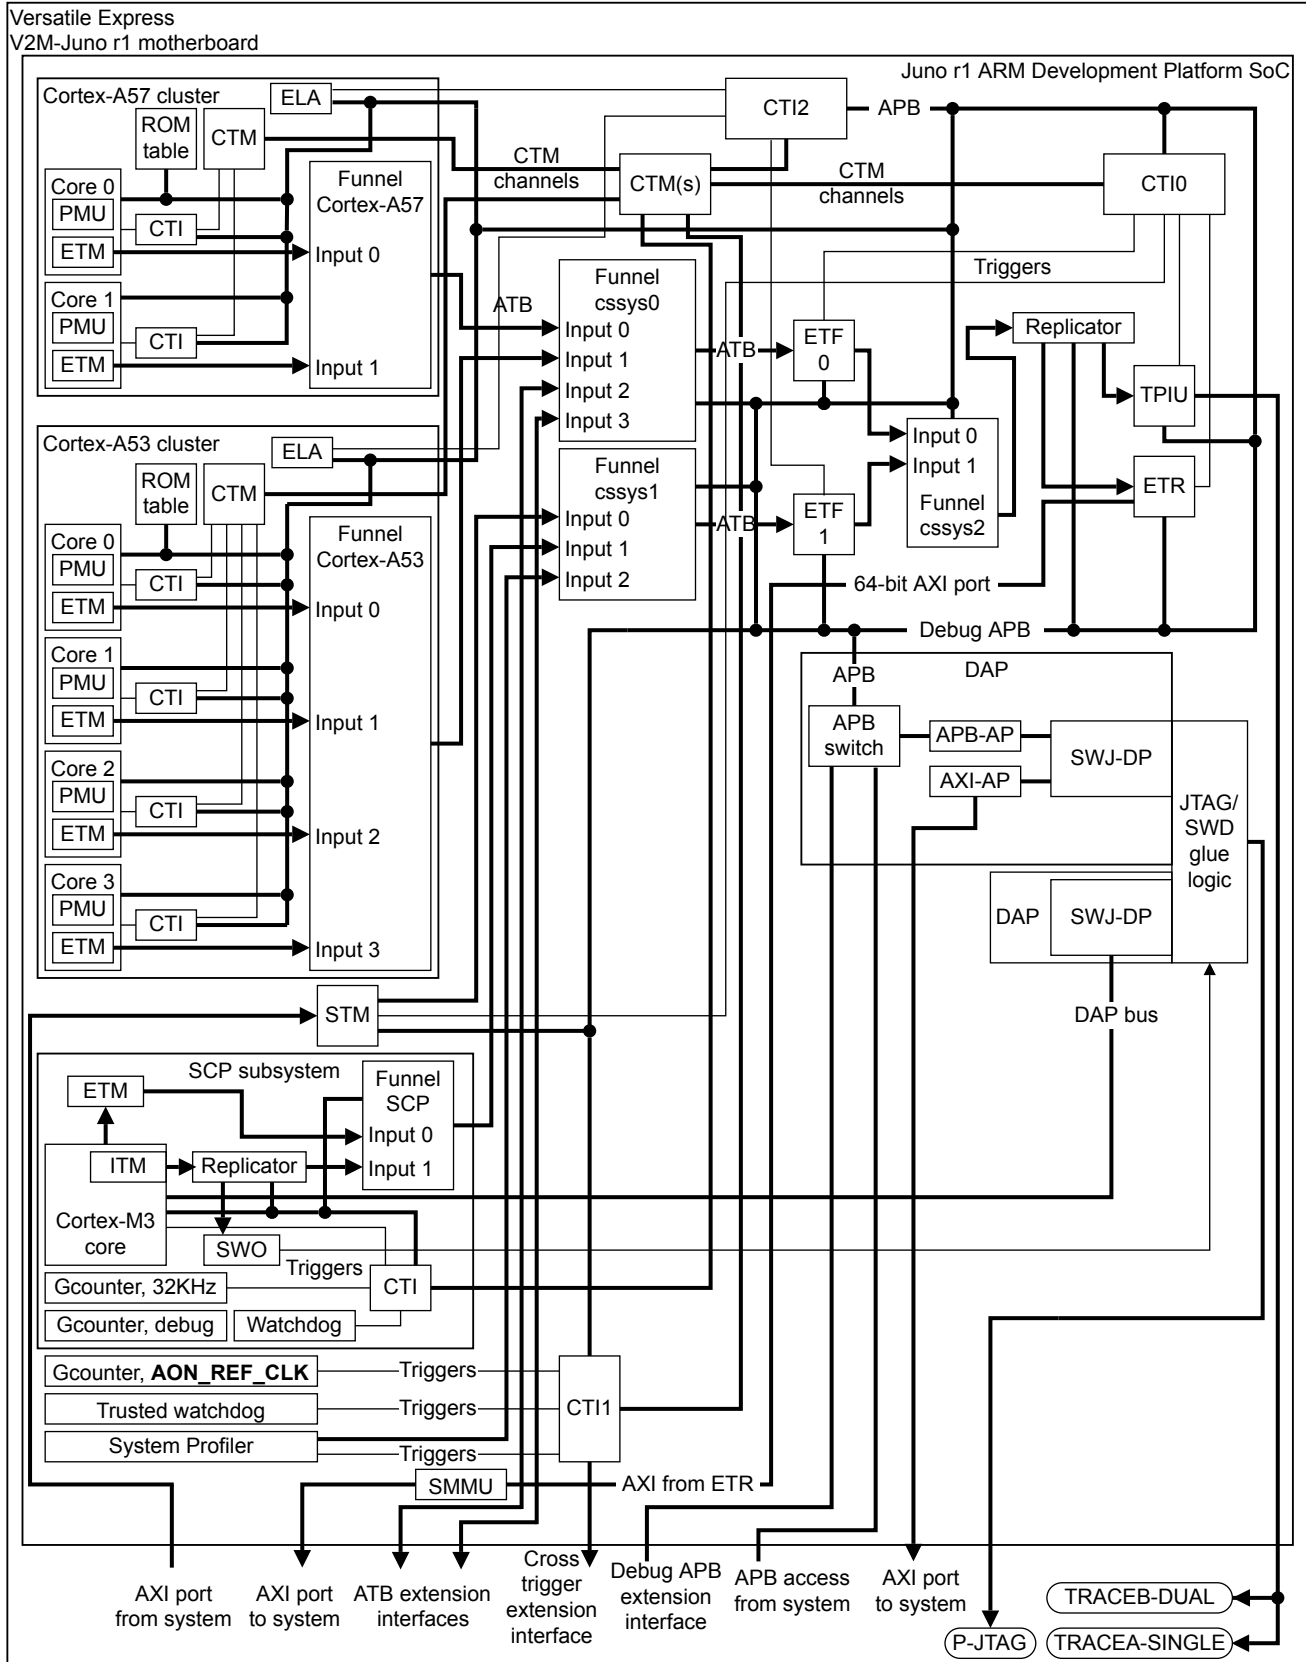 Versatile Express
V2M-Juno r1 motherboard
Juno r1 ARM Development Platform SoC
Cortex-A57 cluster
ELA
ROM
table
CTM
Core 0
PMU
ETM
CTI
Core 1
PMU
ETM
CTI
Funnel
Cortex-A57
Input 0
Input 1
CTI2
APB
CTM
channels
CTM(s)
CTM
channels
CTI0
Triggers
ATB
Funnel
cssys0
Input 0
Input 1
Input 2
Input 3
ATB
ETF
0
Replicator
TPIU
Cortex-A53 cluster
ELA
ROM
table
CTM
Core 0
PMU
ETM
CTI
Core 1
PMU
ETM
CTI
Core 2
PMU
ETM
CTI
Core 3
PMU
ETM
CTI
Funnel
Cortex-A53
Input 0
Input 1
Input 2
Input 3
Funnel
cssys1
Input 0
Input 1
Input 2
ATB
ETF
1
Input 0
Input 1
Funnel
cssys2
ETR
64-bit AXI port
Debug APB
DAP
APB
APB
switch
APB-AP
AXI-AP
SWJ-DP
JTAG/
SWD
glue
logic
DAP
SWJ-DP
DAP bus
STM
SCP subsystem
ETM
Funnel
SCP
Input 0
Input 1
ITM
Replicator
Cortex-M3
core
SWO
Triggers
CTI
Gcounter, 32KHz
Gcounter, debug
Watchdog
Gcounter, AON_REF_CLK
Triggers
Trusted watchdog
Triggers
System Profiler
Triggers
CTI1
SMMU
AXI from ETR
AXI port
from system
AXI port
to system
ATB extension
interfaces
Cross
trigger
extension
interface
Debug APB
extension
interface
APB access
from system
AXI port
to system
TRACEB-DUAL
P-JTAG
TRACEA-SINGLE